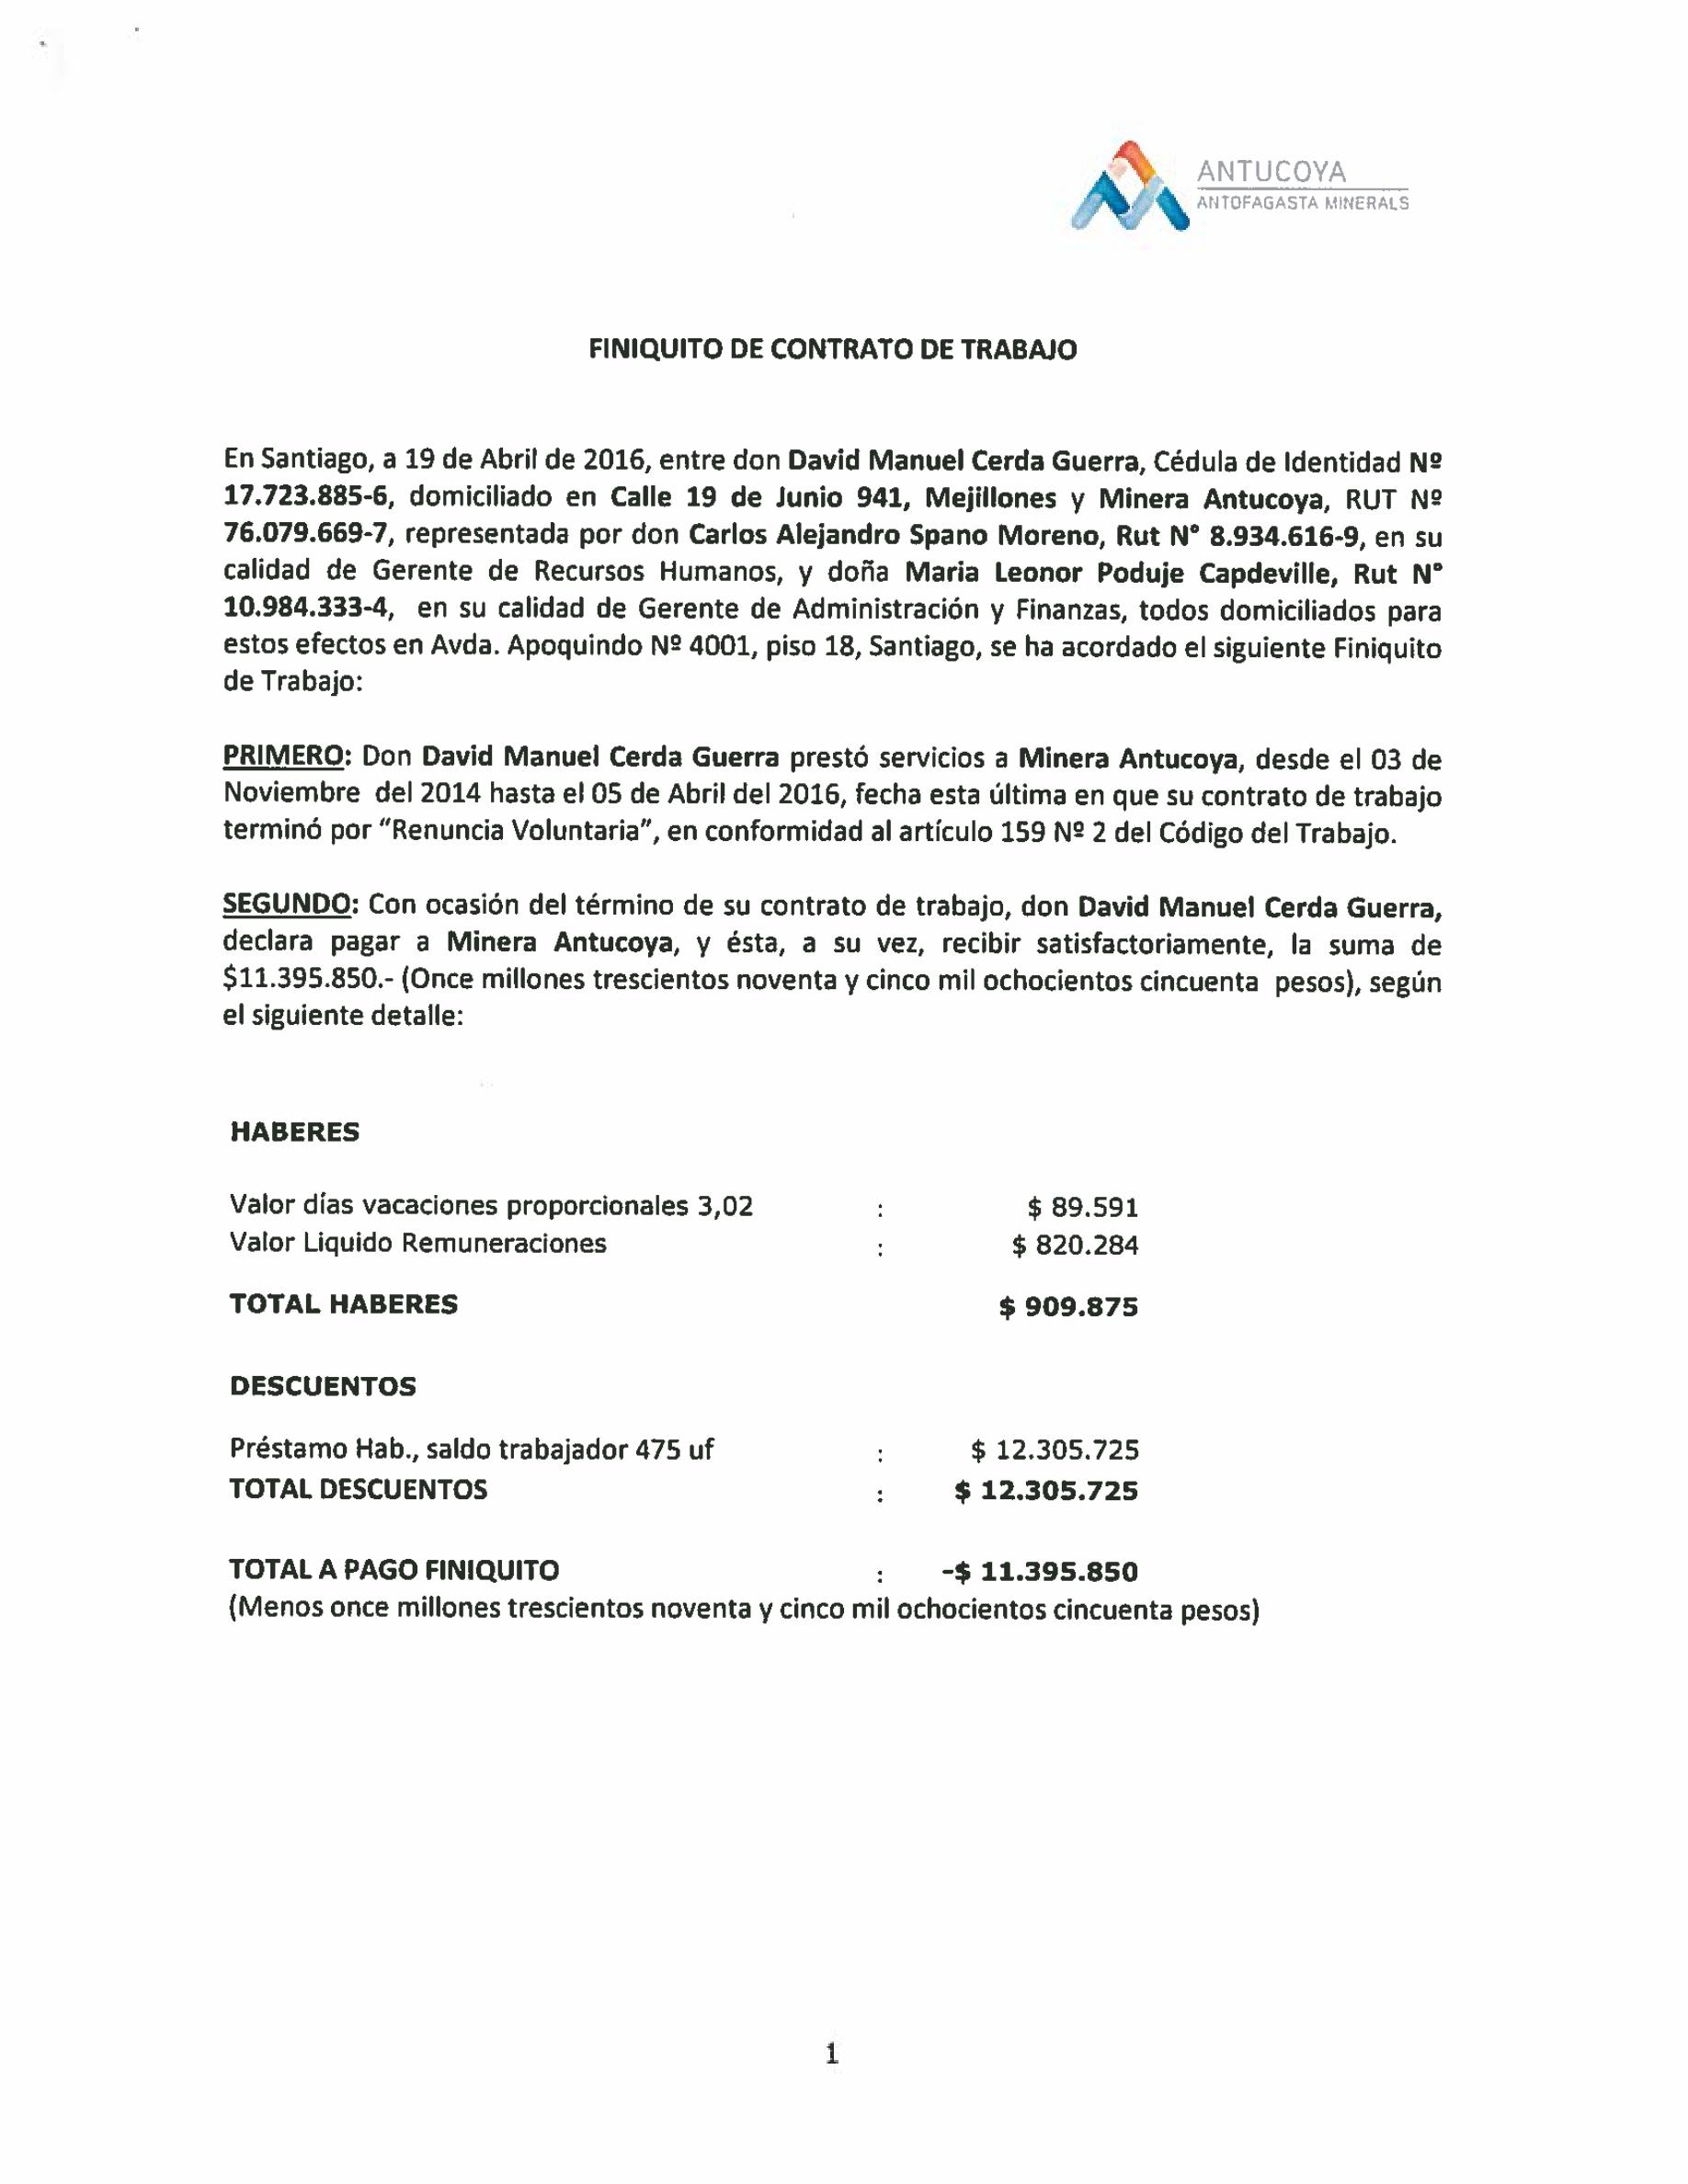 ANTUCOYA
ANTOFAGASTA MINERALS
FINIQUITO DE CONTRATO DE TRABAJO
En Santiago, a 19 de Abril de 2016, entre don David Manuel Cerda Guerra, Cédula de Identidad Nº
17.723.885-6, domiciliado en Calle 19 de Junio 941, Mejillones y Minera Antucoya, RUT Nº
76.079.669-7, representada por don Carlos Alejandro Spano Moreno, Rut N° 8.934.616-9, en su
calidad de Gerente de Recursos Humanos, y doña Maria Leonor Poduje Capdeville, Rut N°
10.984.333-4, en su calidad de Gerente de Administración y Finanzas, todos domiciliados para
estos efectos en Avda. Apoquindo Nº 4001, piso 18, Santiago, se ha acordado el siguiente Finiquito
de Trabajo:
PRIMERO: Don David Manuel Cerda Guerra prestó servicios a Minera Antucoya, desde el 03 de
Noviembre del 2014 hasta el 05 de Abril del 2016, fecha esta última en que su contrato de trabajo
terminó por "Renuncia Voluntaria", en conformidad al artículo 159 Nº 2 del Código del Trabajo.
SEGUNDO: Con ocasión del término de su contrato de trabajo, don David Manuel Cerda Guerra,
declara pagar a Minera Antucoya, y ésta, a su vez, recibir satisfactoriamente, la suma de
$11.395.850.- (Once millones trescientos noventa y cinco mil ochocientos cincuenta pesos), según
el siguiente detalle:
HABERES
Valor días vacaciones proporcionales 3,02 : $ 89.591
Valor Liquido Remuneraciones : $ 820.284
TOTAL HABERES $ 909.875
DESCUENTOS
Préstamo Hab., saldo trabajador 475 uf : $ 12.305.725
TOTAL DESCUENTOS : $ 12.305.725
TOTAL A PAGO FINIQUITO : -$ 11.395.850
(Menos once millones trescientos noventa y cinco mil ochocientos cincuenta pesos)
1